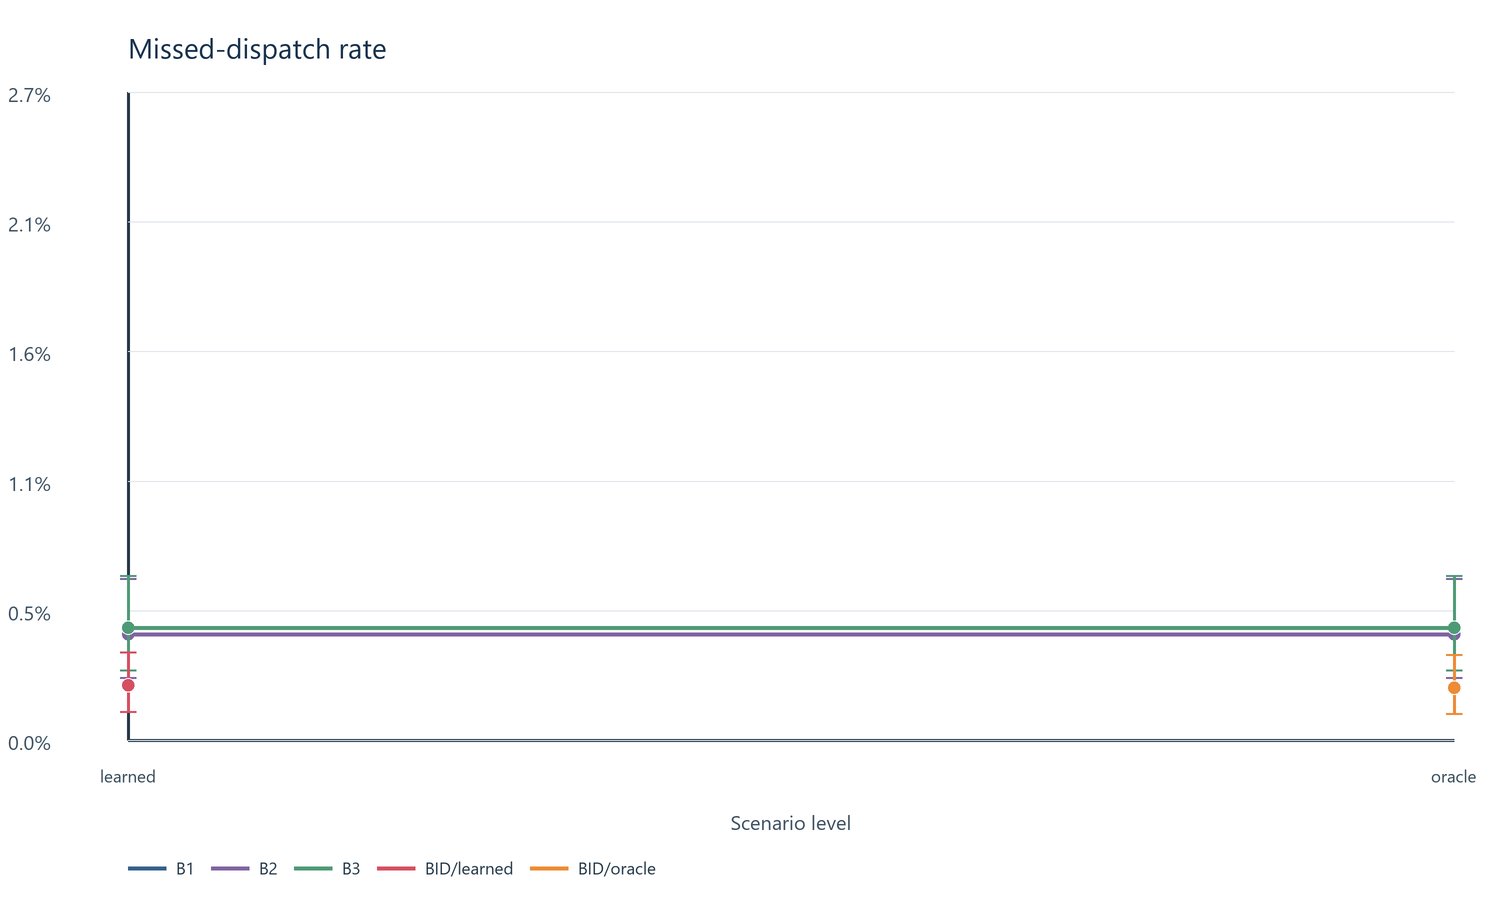 Missed-dispatch rate
2.7%
2.1%
1.6%
1.1%
0.5%
0.0%
learned
oracle
Scenario level
B1
B2
B3
BID/learned
BID/oracle